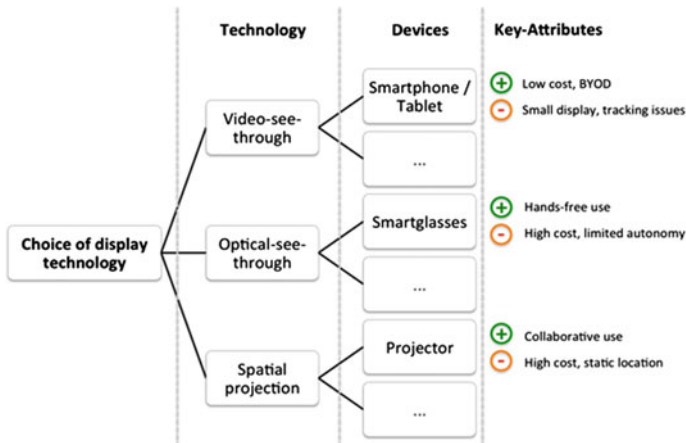 Technology
Devices
Key-Attributes
Choice of display
technology
Video-see-
through
Smartphone /
Tablet
Low cost, BYOD
Small display, tracking issues
...
Optical-see-
through
Smartglasses
Hands-free use
High cost, limited autonomy
...
Spatial
projection
Projector
Collaborative use
High cost, static location
...